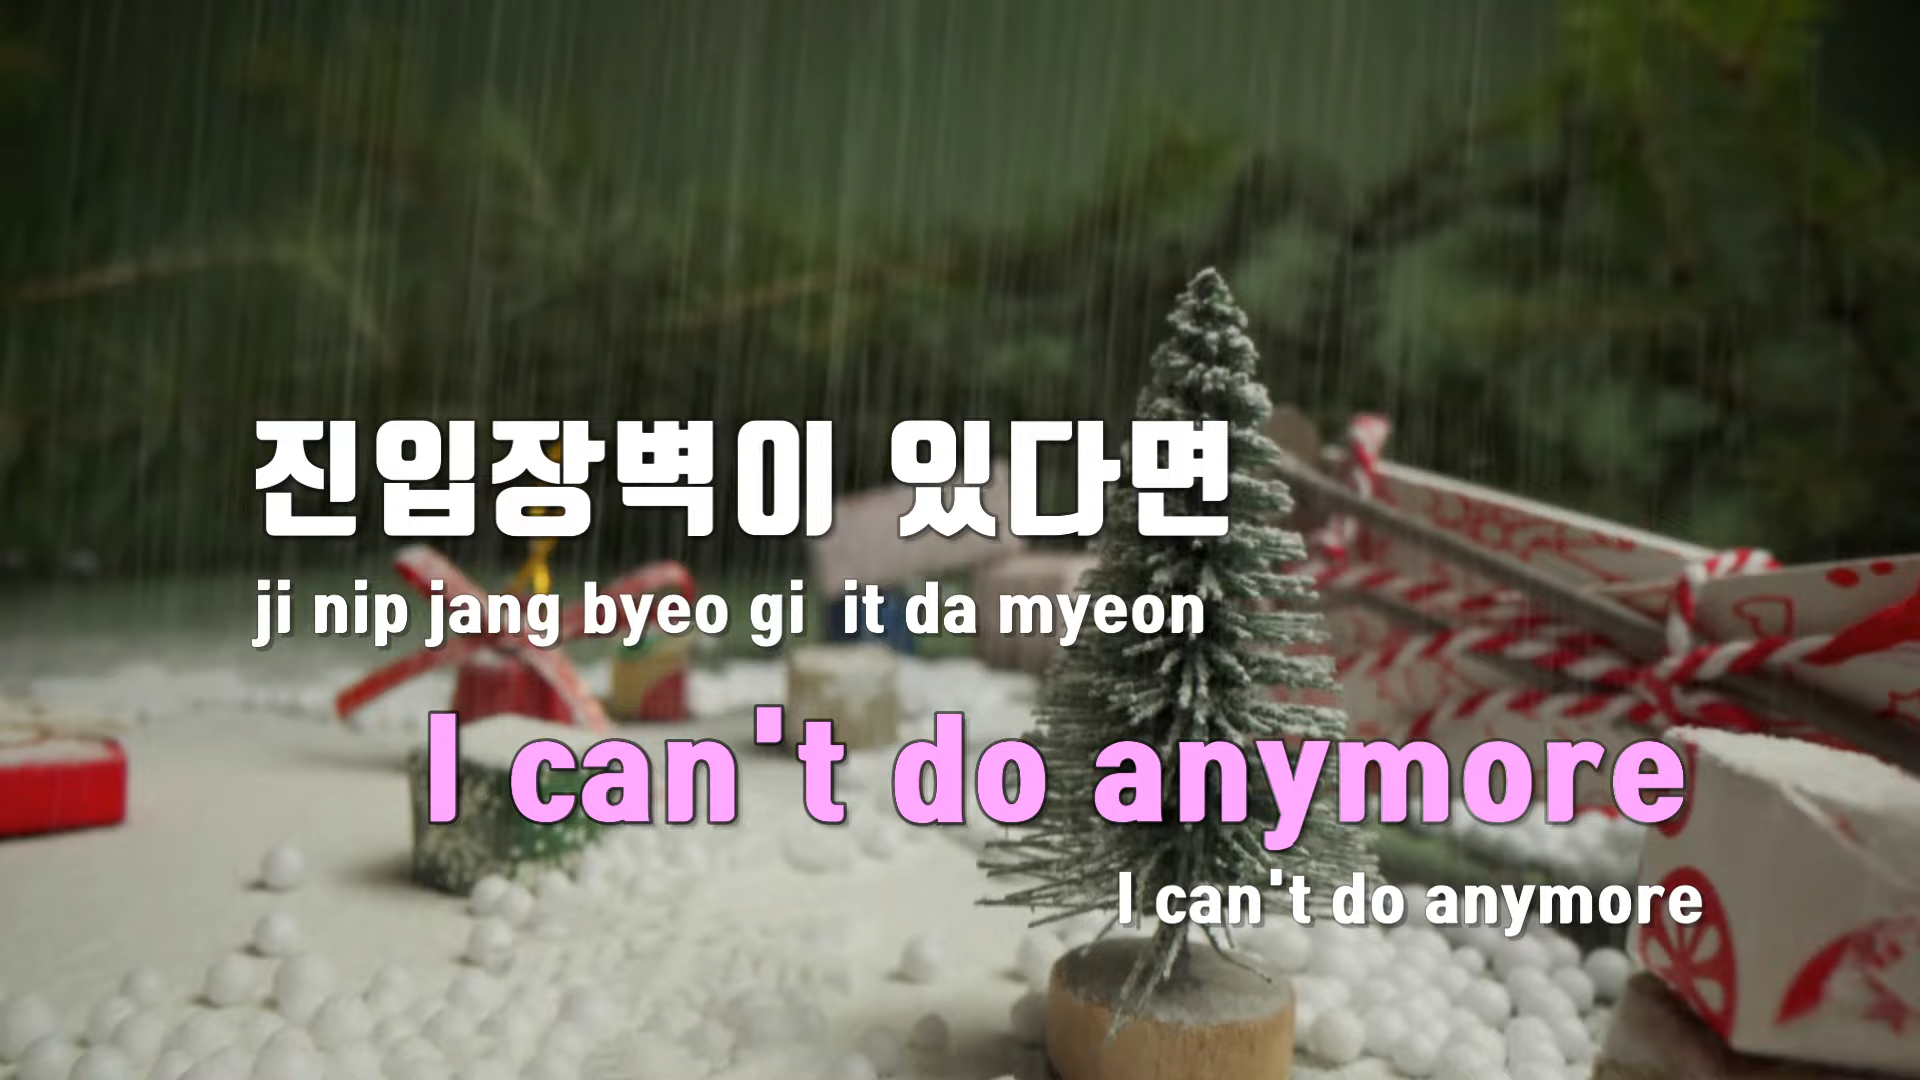 진입장벽이 있다면
ji nip jang byeo gi it da myeon
I can't do anymore
I can't do anymore